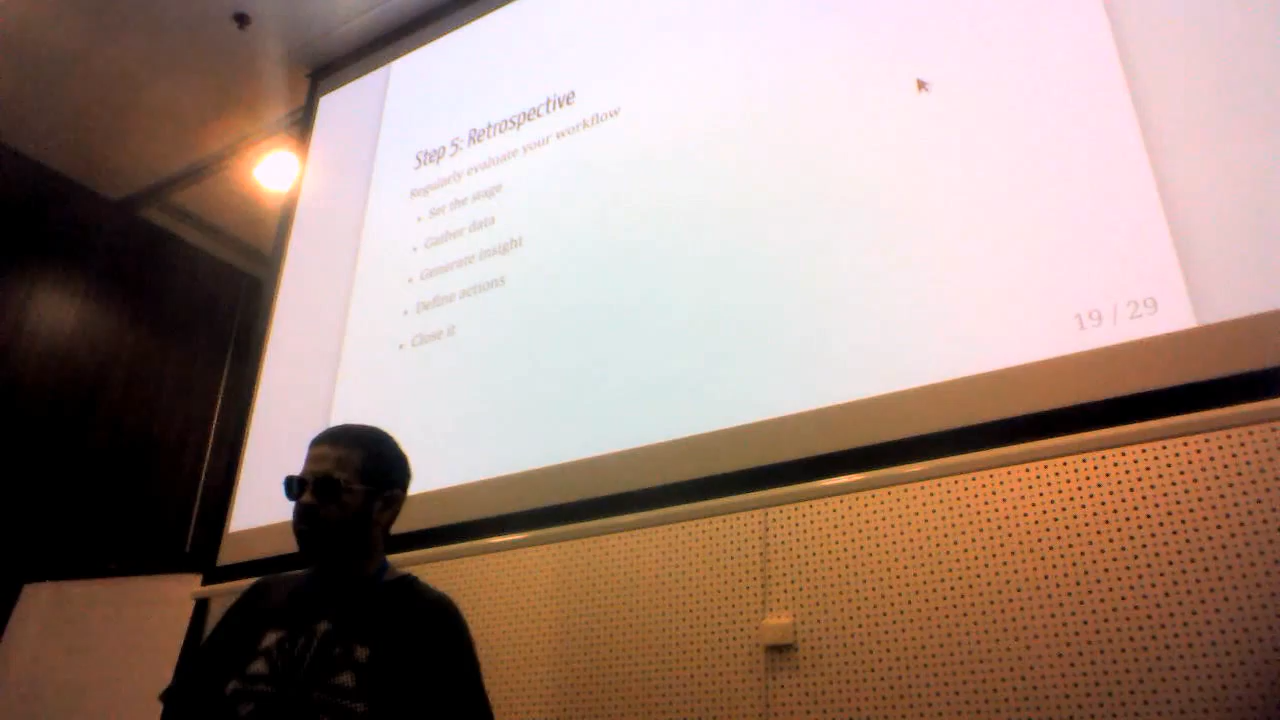 Step 5: Retrospective
Regularly evaluate your workflow
• Set the stage
• Gather data
• Generate insight
• Define actions
• Close it
19 / 29